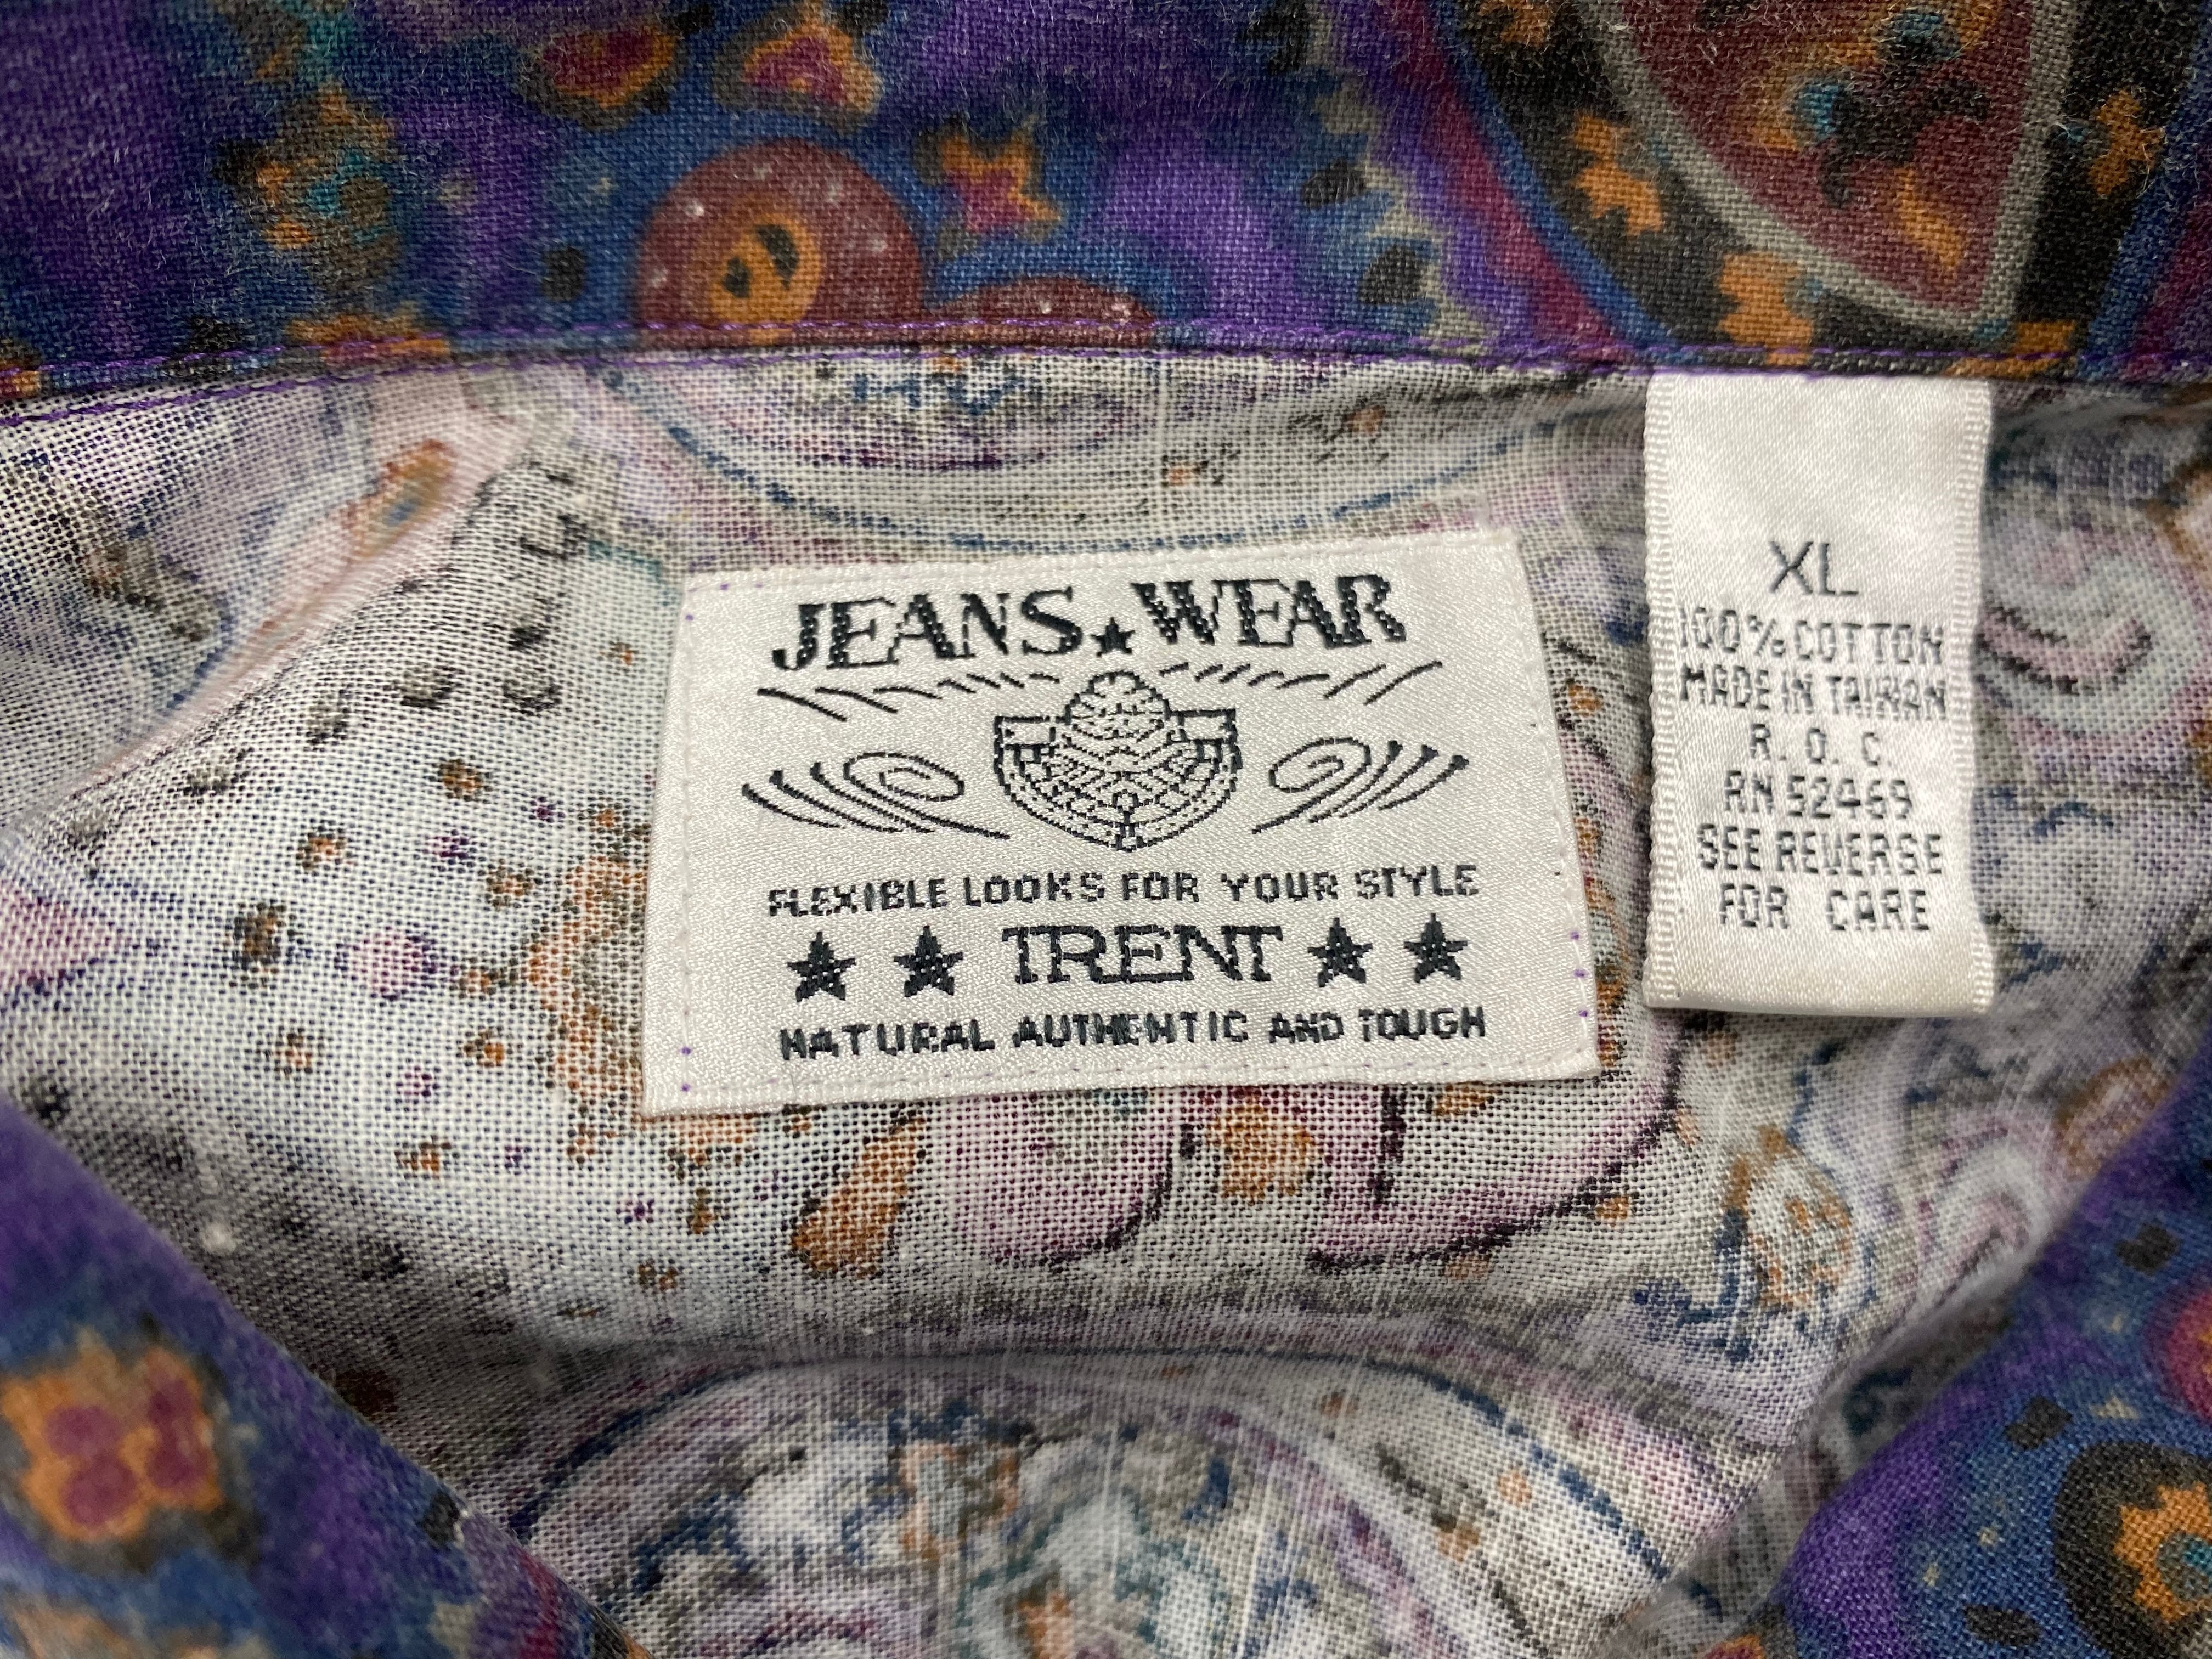 JEANS★WEAR
FLEXIBLE LOOKS FOR YOUR STYLE
★ ★ TRENT ★ ★
NATURAL AUTHENTIC AND TOUGH
XL
100% COTTON
MADE IN TAIWAN
R. O. C.
RN 52469
SEE REVERSE
FOR CARE